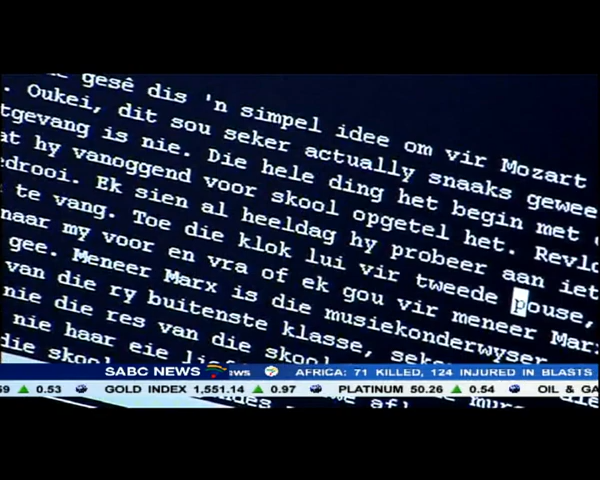 gesê dis 'n simpel idee om vir Mozart
. Oukei, dit sou seker actually snaaks gewee
tgevang is nie. Die hele ding het begin met
at hy vanoggend voor skool opgetel het. Revlo
edrooi. Ek sien al heeldag hy probeer aan iet
te vang. Toe die klok lui vir tweede pouse,
naar my voor en vra of ek gou vir meneer Marx
gee. Meneer Marx is die musiekonderwyser
van die ry buitenste klasse, seke
nie die res van die skool
nie haar eie
die skool
SABC NEWS ews AFRICA: 71 KILLED, 124 INJURED IN BLASTS
59 ▲ 0.53 GOLD INDEX 1,551.14 ▲ 0.97 PLATINUM 50.26 ▲ 0.54 OIL & GA